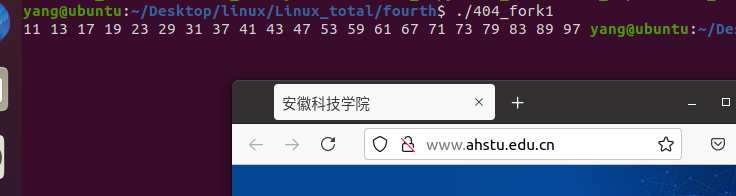 yang@ubuntu:~/Desktop/linux/Linux_total/fourth$ ./404_fork1
11 13 17 19 23 29 31 37 41 43 47 53 59 61 67 71 73 79 83 89 97 yang@ubuntu:~/De
安徽科技学院
www.ahstu.edu.cn